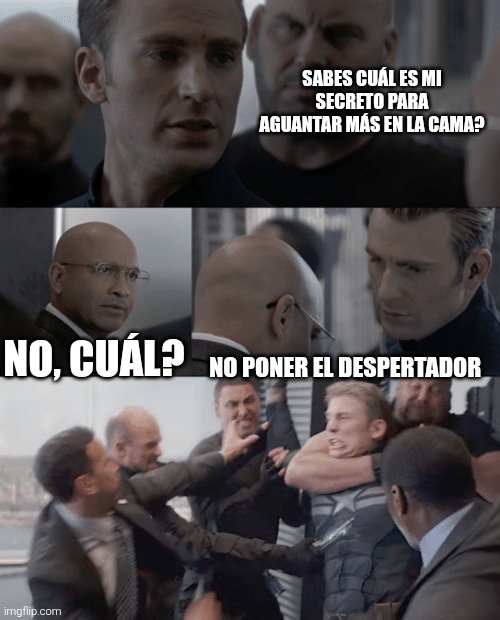 SABES CUÁL ES MI
SECRETO PARA
AGUANTAR MÁS EN LA CAMA?
NO, CUÁL?
NO PONER EL DESPERTADOR
imgflip.com